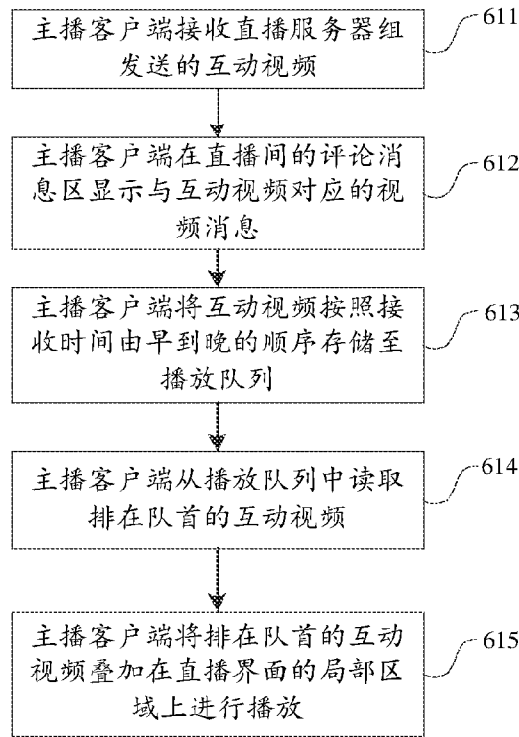 主播客户端接收直播服务器组
发送的互动视频
611
主播客户端在直播间的评论消
息区显示与互动视频对应的视
频消息
612
主播客户端将互动视频按照接
收时间由早到晚的顺序存储至
播放队列
613
主播客户端从播放队列中读取
排在队首的互动视频
614
主播客户端将排在队首的互动
视频叠加在直播界面的局部区
域上进行播放
615